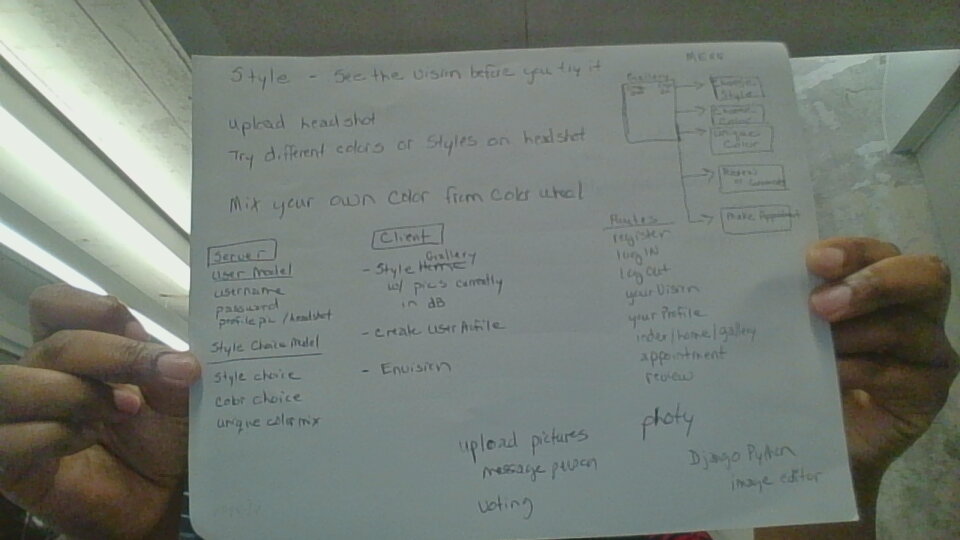 Style - See the vision before you try it
upload headshot
Try different colors or Styles on headshot
Mix your own color from color wheel
MERN
Gallery
Style
Color
unique
Color
Review
or Comment
Make Appointment
Server
User Model
username
password
profile pic / headshot
Style Choice Model
Style choice
color choice
unique color mix
Client
- Style Home Gallery
w/ pics currently
in dB
- Create User Profile
- Envision
Routes
register
log IN
log out
your Vision
your Profile
index/home/gallery
appointment
review
upload pictures
message person
voting
photy
Django Python
image editor